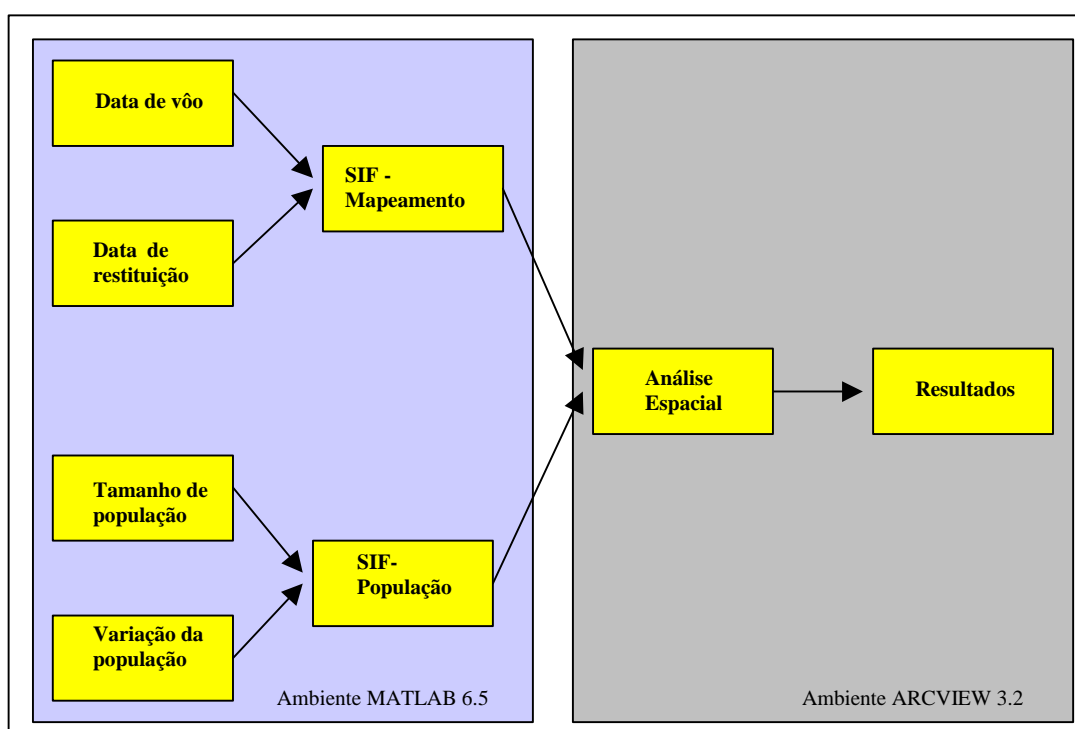 Data de vôo
SIF -
Mapeamento
Data de
restituição
Análise
Espacial
Resultados
Tamanho de
população
SIF-
População
Variação da
população
Ambiente MATLAB 6.5
Ambiente ARCVIEW 3.2